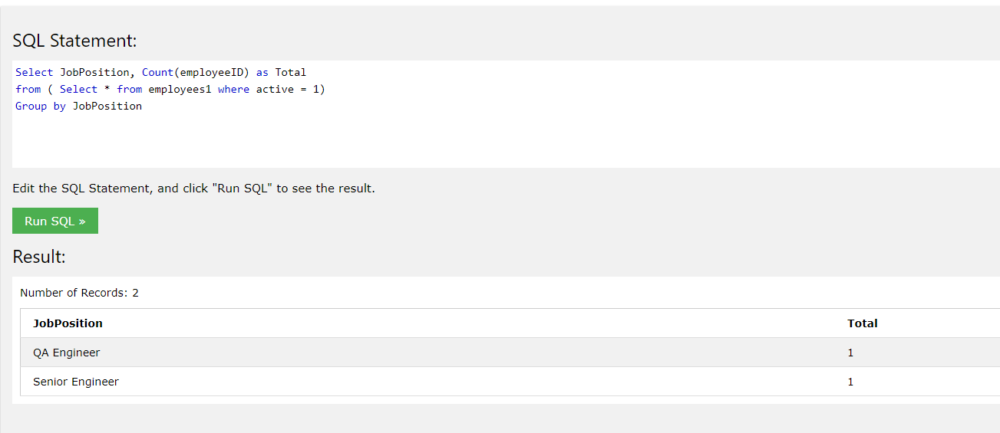 SQL Statement:
Select JobPosition, Count(employeeID) as Total
from ( Select * from employees1 where active = 1)
Group by JobPosition
Edit the SQL Statement, and click "Run SQL" to see the result.
Run SQL »
Result:
Number of Records: 2
JobPosition Total
QA Engineer 1
Senior Engineer 1